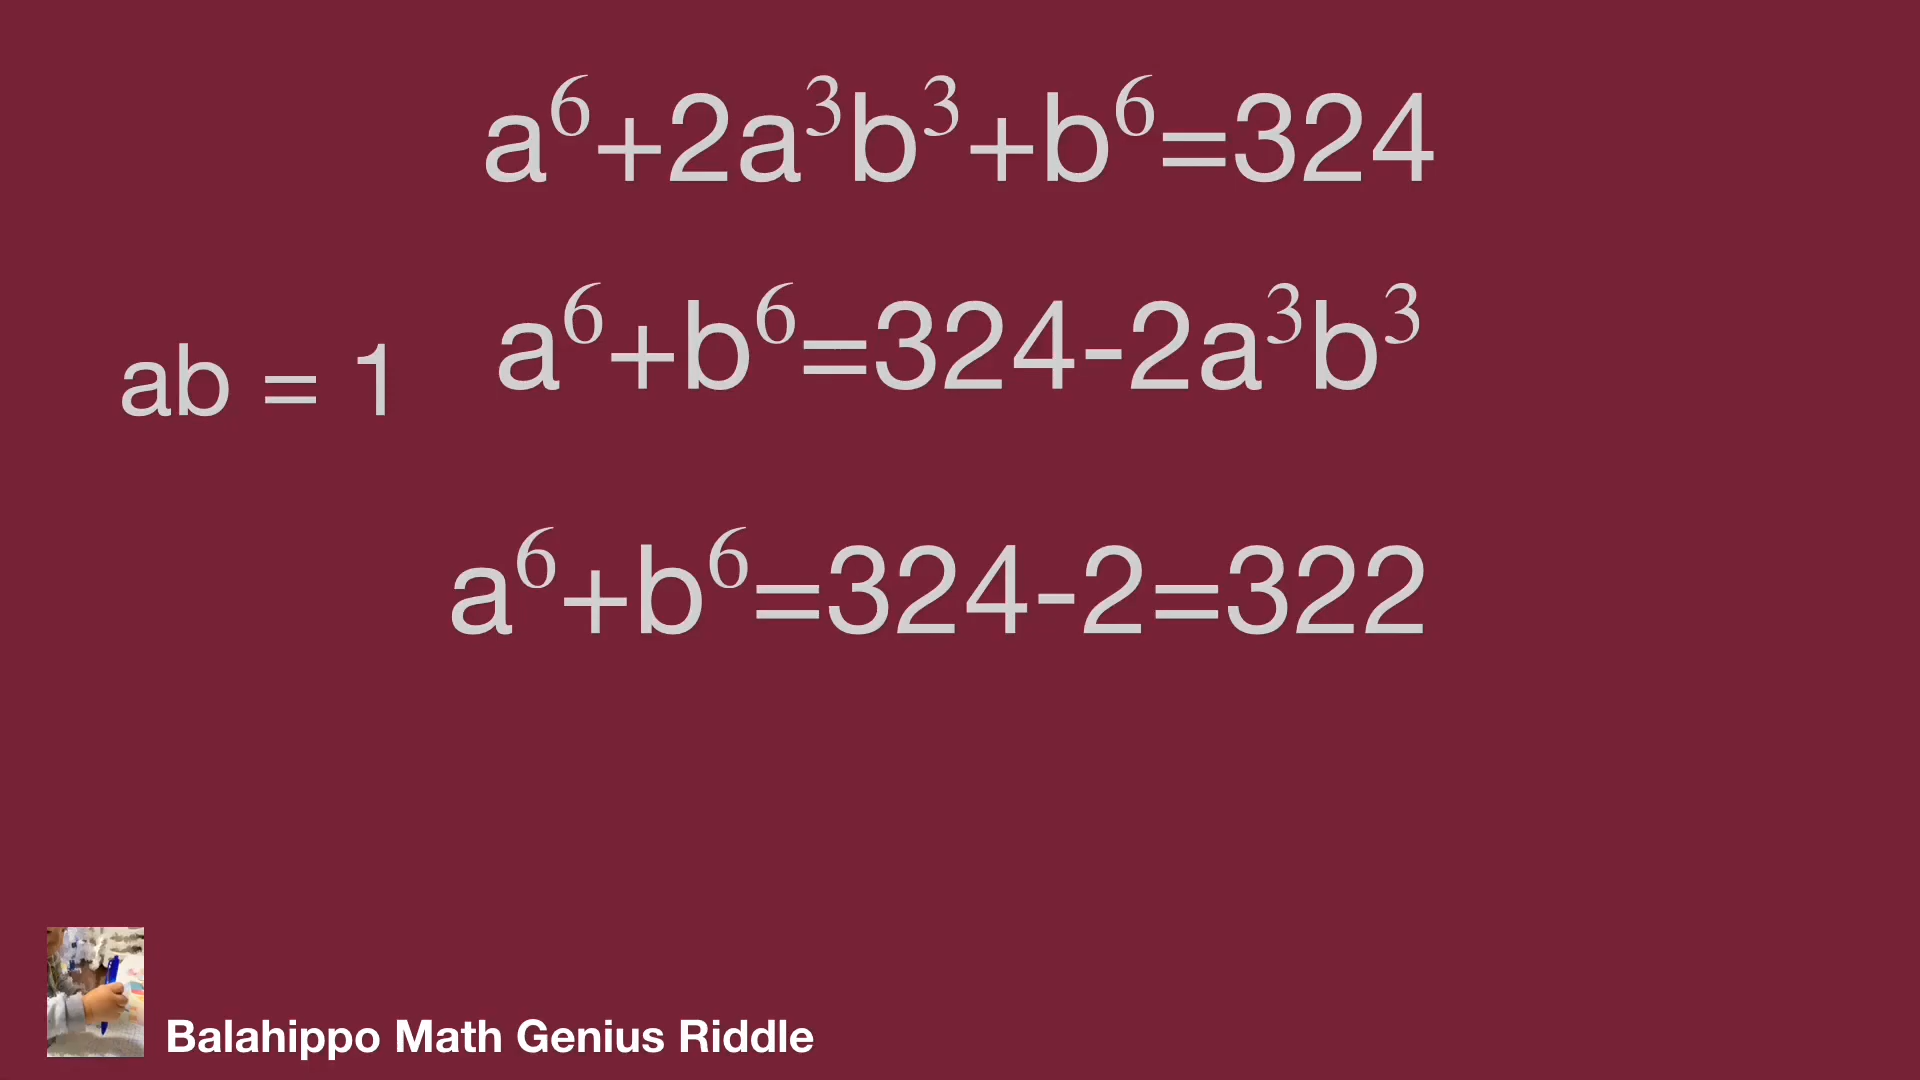 a⁶+2a³b³+b⁶=324
ab = 1
a⁶+b⁶=324-2a³b³
a⁶+b⁶=324-2=322
Balahippo Math Genius Riddle